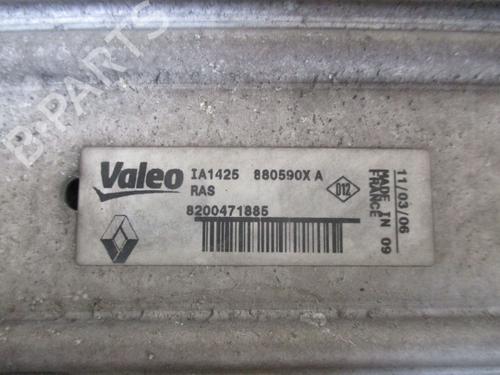 Valeo
IA1425 880590X A
RAS
8200471885
D12
11/03/06
MADE IN 09
FRANCE
B-PARTS